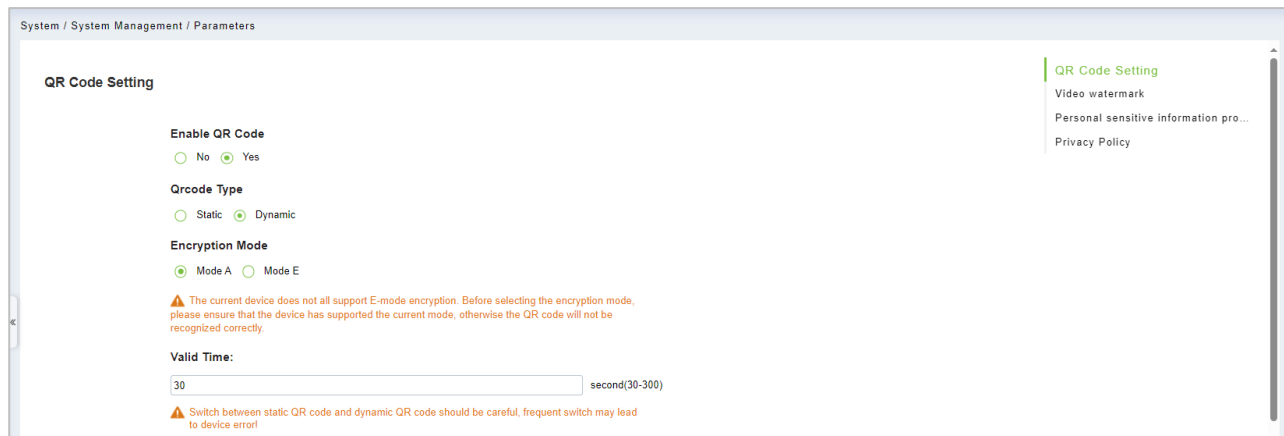 System / System Management / Parameters
QR Code Setting
Enable QR Code
No Yes
Qrcode Type
Static Dynamic
Encryption Mode
Mode A Mode E
The current device does not all support E-mode encryption. Before selecting the encryption mode,
please ensure that the device has supported the current mode, otherwise the QR code will not be
recognized correctly.
Valid Time:
30 second(30-300)
Switch between static QR code and dynamic QR code should be careful, frequent switch may lead
to device error!
QR Code Setting
Video watermark
Personal sensitive information pro...
Privacy Policy